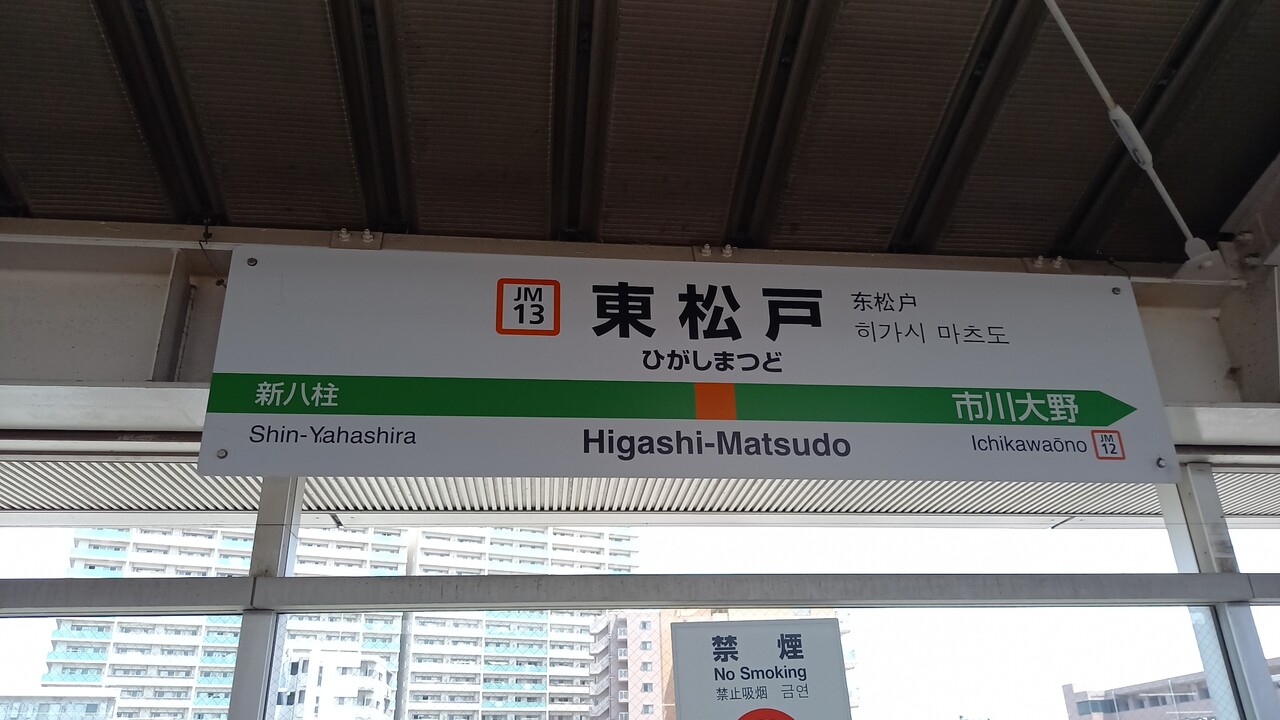 JM
13
東松戸
东松户
히가시 마츠도
ひがしまつど
新八柱
市川大野
Shin-Yahashira
Higashi-Matsudo
Ichikawaōno
JM
12
禁煙
No Smoking
禁止吸烟 금연